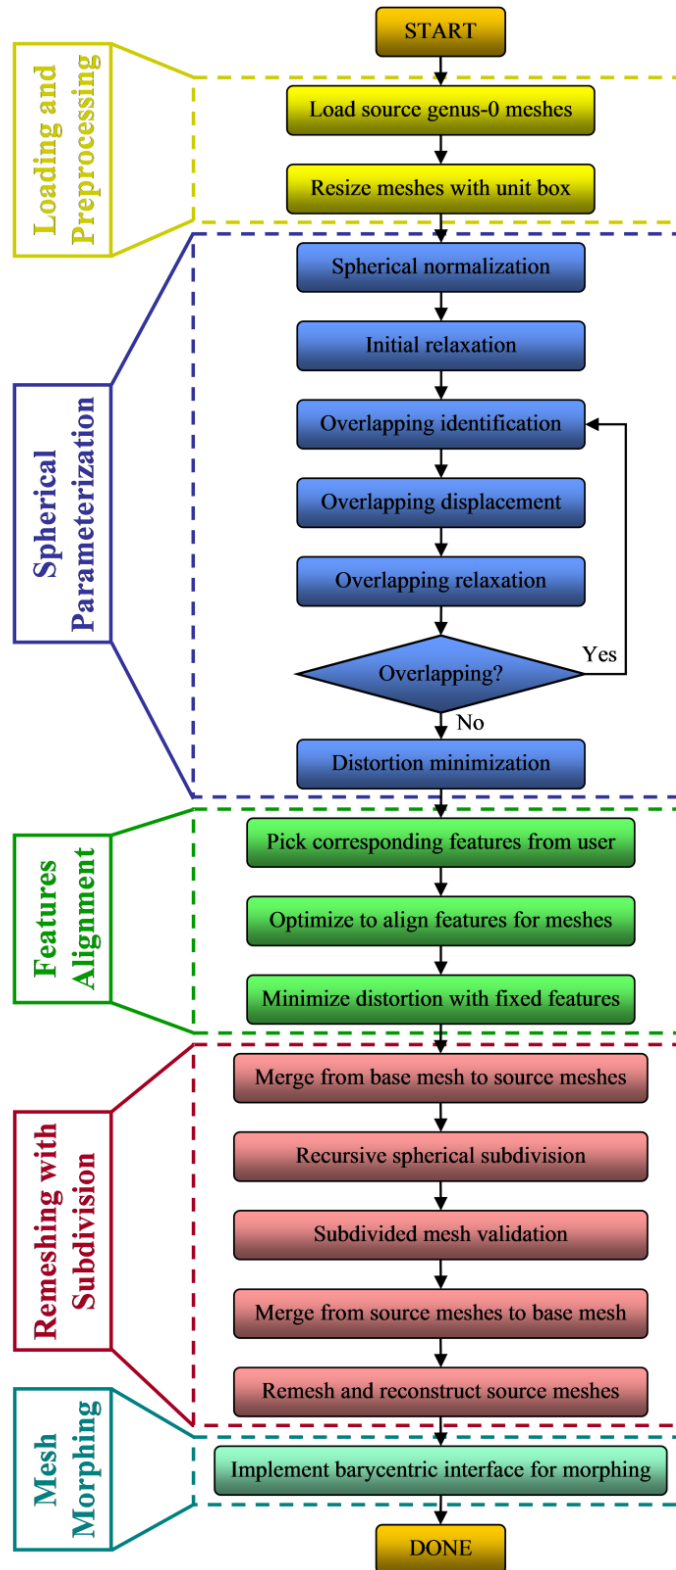 START
Loading and
Preprocessing
Load source genus-0 meshes
Resize meshes with unit box
Spherical
Parameterization
Spherical normalization
Initial relaxation
Overlapping identification
Overlapping displacement
Overlapping relaxation
Overlapping?
Yes
No
Distortion minimization
Features
Alignment
Pick corresponding features from user
Optimize to align features for meshes
Minimize distortion with fixed features
Remeshing with
Subdivision
Merge from base mesh to source meshes
Recursive spherical subdivision
Subdivided mesh validation
Merge from source meshes to base mesh
Remesh and reconstruct source meshes
Mesh
Morphing
Implement barycentric interface for morphing
DONE